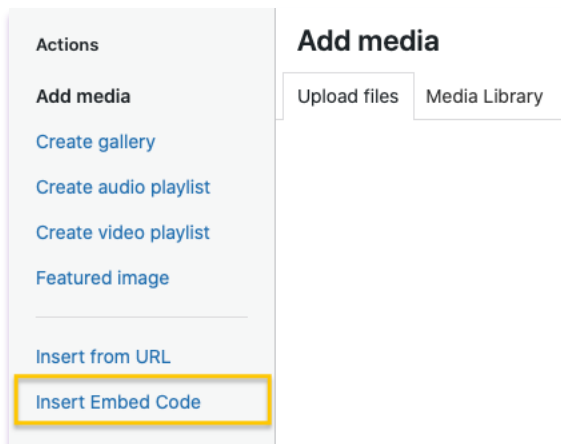 Actions
Add media
Create gallery
Create audio playlist
Create video playlist
Featured image
Insert from URL
Insert Embed Code
Add media
Upload files
Media Library